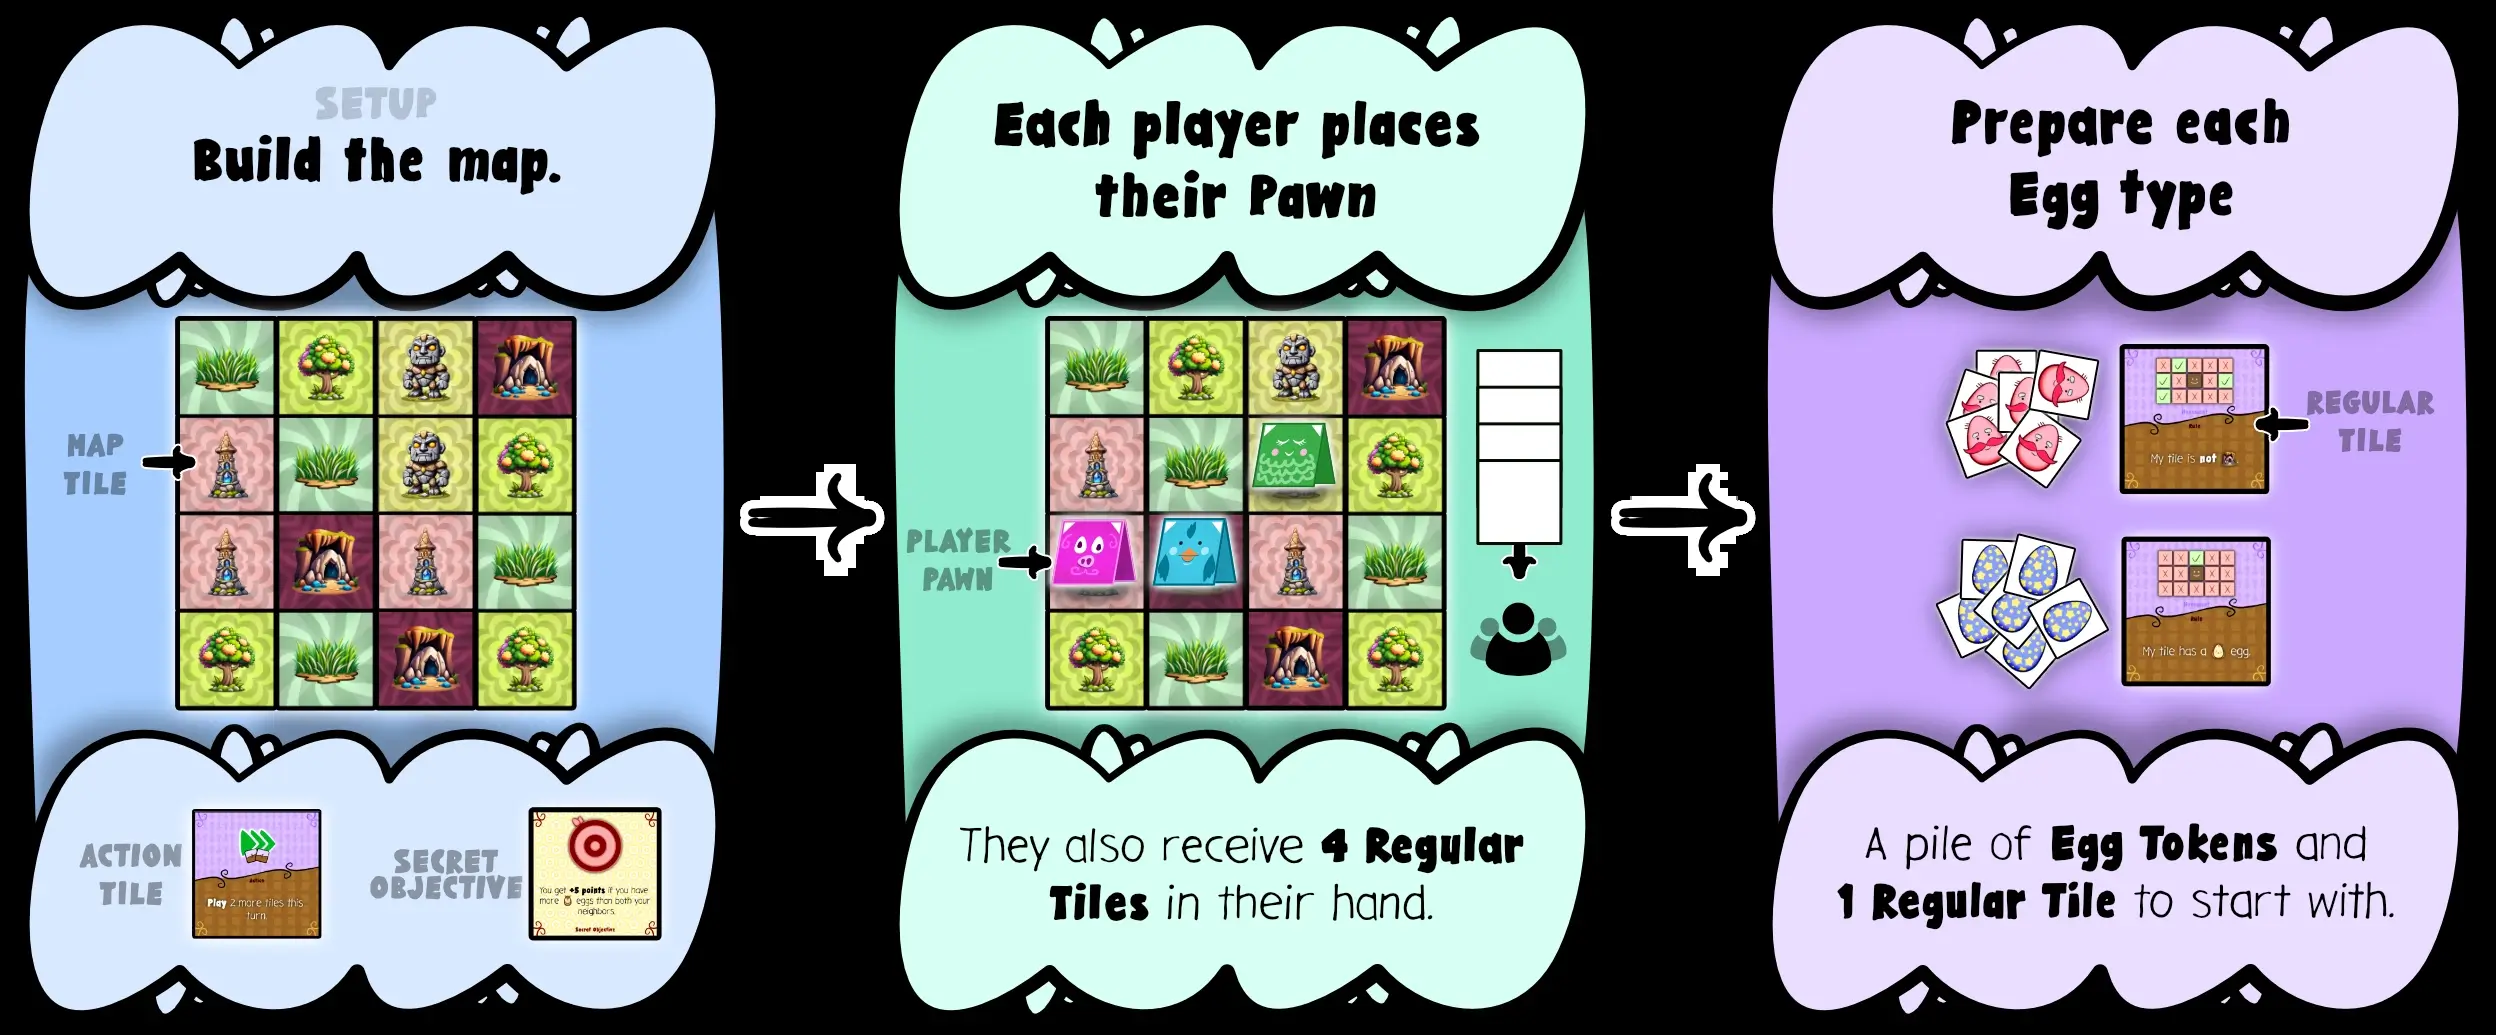 SETUP
Build the map.
MAP
TILE
ACTION
TILE
Action
Play 2 more tiles this
turn.
SECRET
OBJECTIVE
You get +5 points if you have
more eggs than both your
neighbors.
Secret Objective
Each player places
their Pawn
PLAYER
PAWN
They also receive 4 Regular
Tiles in their hand.
Prepare each
Egg type
REGULAR
TILE
Rule
My tile is not
Rule
My tile has a egg.
A pile of Egg Tokens and
1 Regular Tile to start with.